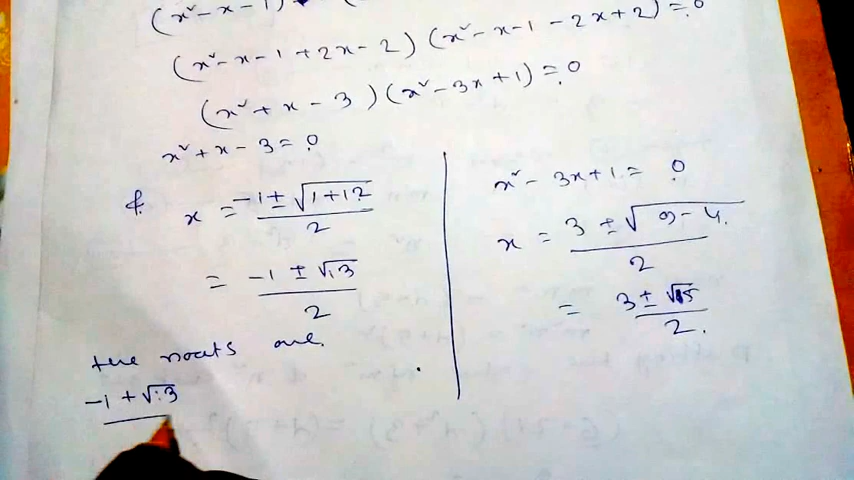 (x² - x - 1)
(x² - x - 1 + 2x - 2) (x² - x - 1 - 2x + 2) = 0
(x² + x - 3) (x² - 3x + 1) = 0
x² + x - 3 = 0
x = -1 ± √1 + 12 / 2
= -1 ± √13 / 2
x² - 3x + 1 = 0
x = 3 ± √9 - 4 / 2
= 3 ± √5 / 2.
the roots are
-1 + √13